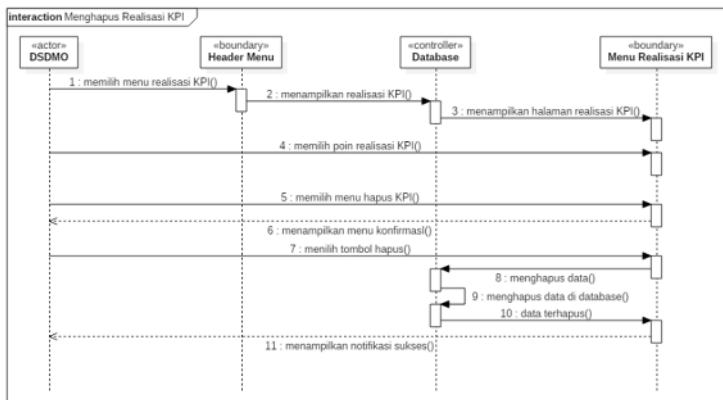 interaction Menghapus Realisasi KPI
«actor»
DSDMO
«boundary»
Header Menu
«controller»
Database
«boundary»
Menu Realisasi KPI
1 : memilih menu realisasi KPI()
2 : menampilkan realisasi KPI()
3 : menampilkan halaman realisasi KPI()
4 : memilih poin realisasi KPI()
5 : memilih menu hapus KPI()
6 : menampilkan menu konfirmasI()
7 : menilih tombol hapus()
8 : menghapus data()
9 : menghapus data di database()
10 : data terhapus()
11 : menampilkan notifikasi sukses()